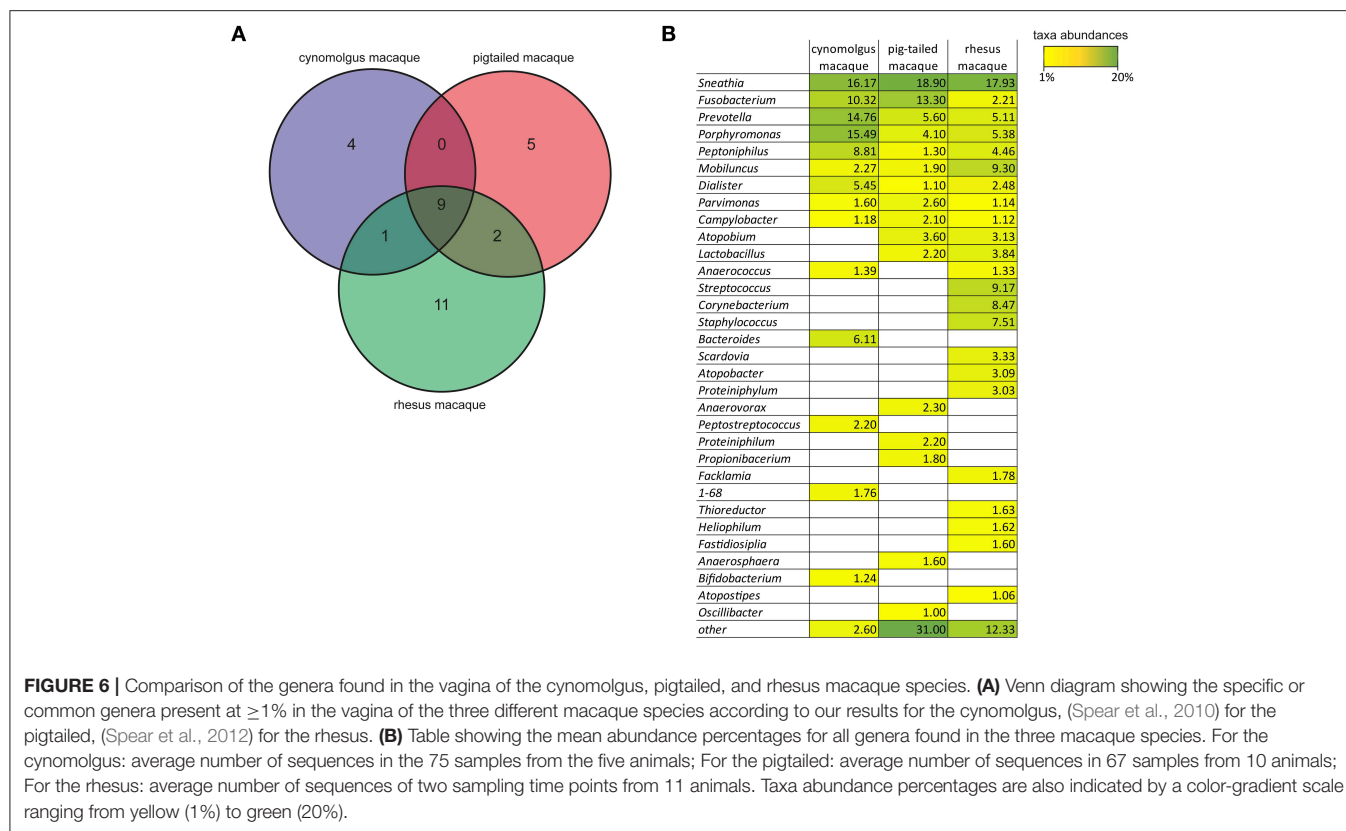 A
cynomolgus macaque
pigtailed macaque
4
0
5
9
1
2
11
rhesus macaque
B
cynomolgus macaque pig-tailed macaque rhesus macaque
taxa abundances
1% 20%
Sneathia 16.17 18.90 17.93
Fusobacterium 10.32 13.30 2.21
Prevotella 14.76 5.60 5.11
Porphyromonas 15.49 4.10 5.38
Peptoniphilus 8.81 1.30 4.46
Mobiluncus 2.27 1.90 9.30
Dialister 5.45 1.10 2.48
Parvimonas 1.60 2.60 1.14
Campylobacter 1.18 2.10 1.12
Atopobium 3.60 3.13
Lactobacillus 2.20 3.84
Anaerococcus 1.39 1.33
Streptococcus 9.17
Corynebacterium 8.47
Staphylococcus 7.51
Bacteroides 6.11
Scardovia 3.33
Atopobacter 3.09
Proteiniphylum 3.03
Anaerovorax 2.30
Peptostreptococcus 2.20
Proteiniphilum 2.20
Propionibacerium 1.80
Facklamia 1.78
1-68 1.76
Thioreductor 1.63
Heliophilum 1.62
Fastidiosiplia 1.60
Anaerosphaera 1.60
Bifidobacterium 1.24
Atopostipes 1.06
Oscillibacter 1.00
other 2.60 31.00 12.33
FIGURE 6 | Comparison of the genera found in the vagina of the cynomolgus, pigtailed, and rhesus macaque species. (A) Venn diagram showing the specific or
common genera present at ≥1% in the vagina of the three different macaque species according to our results for the cynomolgus, (Spear et al., 2010) for the
pigtailed, (Spear et al., 2012) for the rhesus. (B) Table showing the mean abundance percentages for all genera found in the three macaque species. For the
cynomolgus: average number of sequences in the 75 samples from the five animals; For the pigtailed: average number of sequences in 67 samples from 10 animals;
For the rhesus: average number of sequences of two sampling time points from 11 animals. Taxa abundance percentages are also indicated by a color-gradient scale
ranging from yellow (1%) to green (20%).